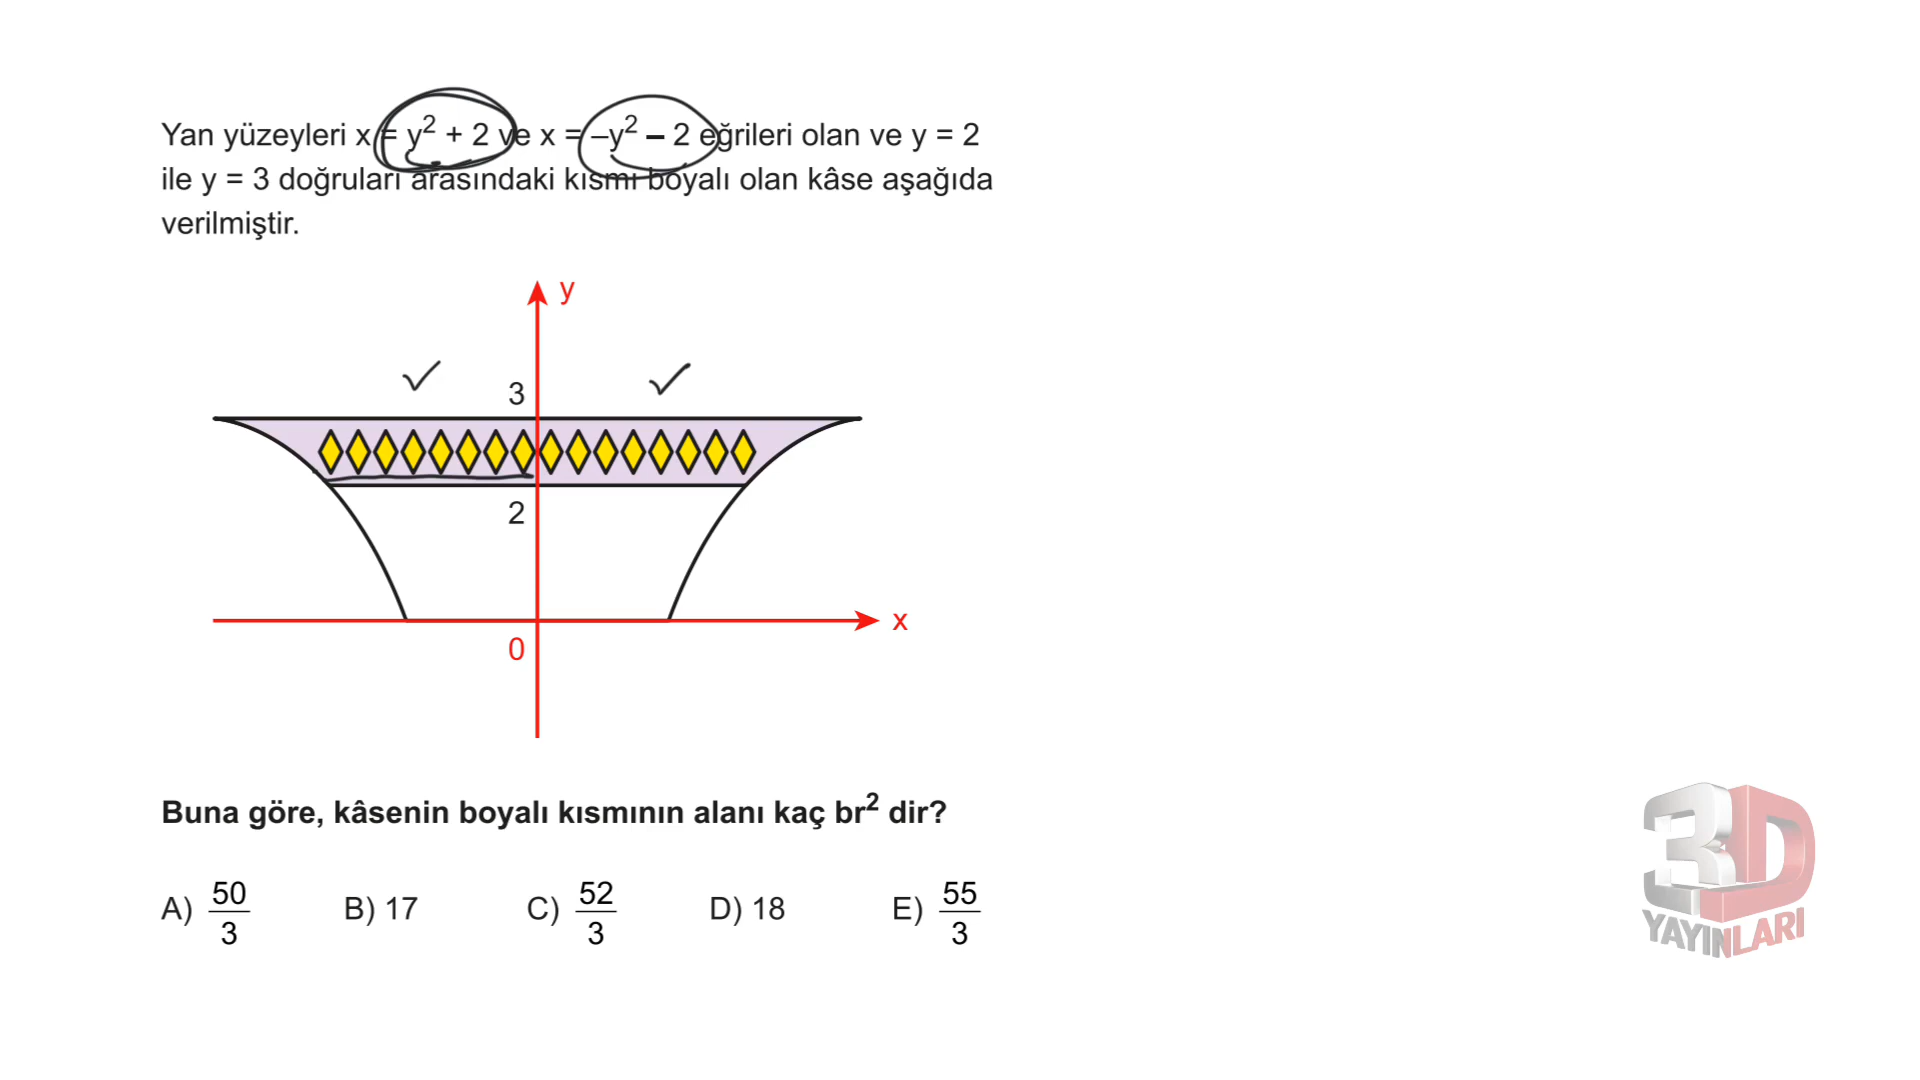 Yan yüzeyleri x = y² + 2 ve x = –y² – 2 eğrileri olan ve y = 2
ile y = 3 doğruları arasındaki kısmı boyalı olan kâse aşağıda
verilmiştir.
y
3
2
x
0
Buna göre, kâsenin boyalı kısmının alanı kaç br² dir?
A) 50/3 B) 17 C) 52/3 D) 18 E) 55/3
3D
YAYINLARI